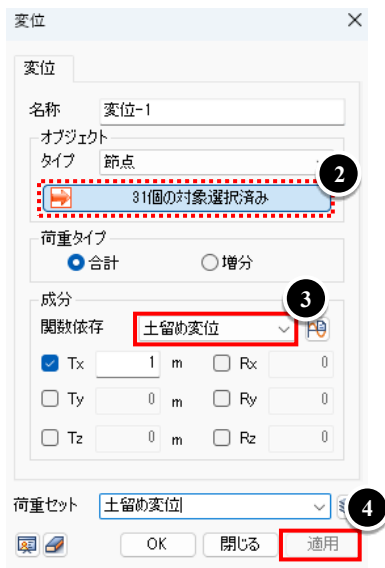 変位
変位
名称 変位-1
オブジェクト
タイプ 節点
2
31個の対象選択済み
荷重タイプ
合計 増分
成分
3
関数依存 土留め変位
Tx 1 m Rx 0
Ty 0 m Ry 0
Tz 0 m Rz 0
荷重セット 土留め変位
4
OK 閉じる 適用